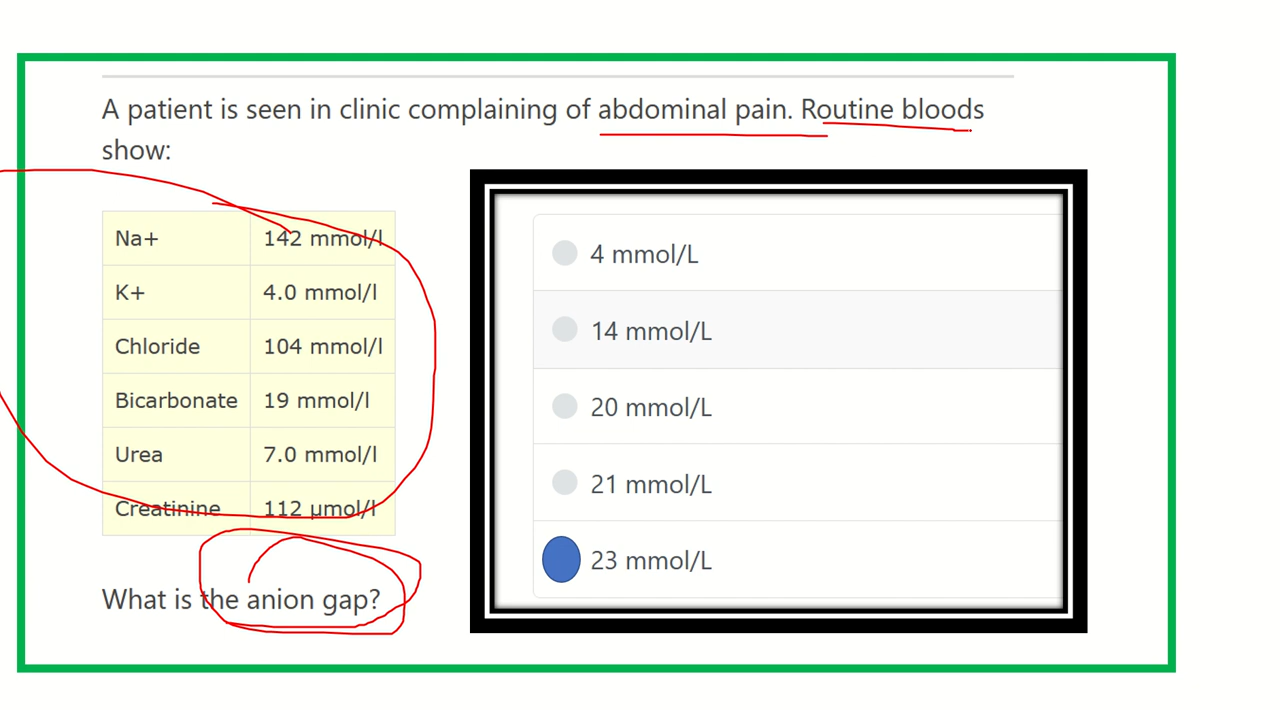 A patient is seen in clinic complaining of abdominal pain. Routine bloods
show:
Na+ 142 mmol/l
K+ 4.0 mmol/l
Chloride 104 mmol/l
Bicarbonate 19 mmol/l
Urea 7.0 mmol/l
Creatinine 112 µmol/l
What is the anion gap?
4 mmol/L
14 mmol/L
20 mmol/L
21 mmol/L
23 mmol/L